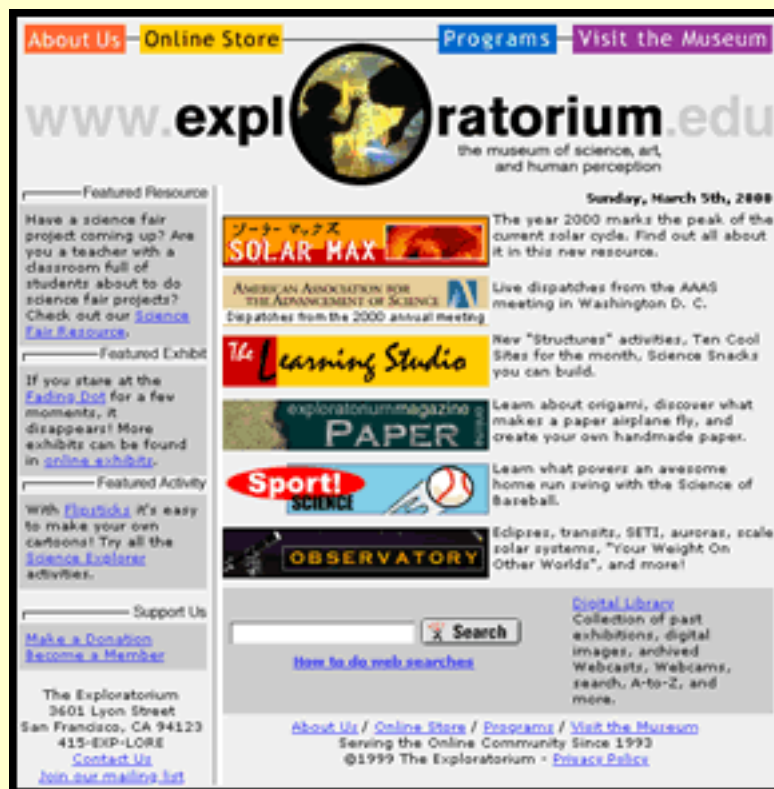 About Us
Online Store
Programs
Visit the Museum
www.exploratorium.edu
the museum of science, art,
and human perception
Featured Resource
Have a science fair
project coming up? Are
you a teacher with a
classroom full of
students about to do
science fair projects?
Check out our Science
Fair Resource.
Featured Exhibit
If you stare at the
Fading Dot for a few
moments, it
disappears! More
exhibits can be found
in online exhibits.
Featured Activity
With Flipsticks it's easy
to make your own
cartoons! Try all the
Science Explorer
activities.
Support Us
Make a Donation
Become a Member
The Exploratorium
3601 Lyon Street
San Francisco, CA 94123
415-EXP-LORE
Contact Us
Join our mailing list
Sunday, March 5th, 2000
ソーラー マックス
SOLAR MAX
The year 2000 marks the peak of the
current solar cycle. Find out all about
it in this new resource.
AMERICAN ASSOCIATION FOR
THE ADVANCEMENT OF SCIENCE
Dispatches from the 2000 annual meeting
Live dispatches from the AAAS
meeting in Washington D. C.
The Learning Studio
New "Structures" activities, Ten Cool
Sites for the month, Science Snacks
you can build.
exploratoriummagazine
PAPER
online
Learn about origami, discover what
makes a paper airplane fly, and
create your own handmade paper.
Sport!
SCIENCE
Learn what powers an awesome
home run swing with the Science of
Baseball.
OBSERVATORY
Eclipses, transits, SETI, auroras, scale
solar systems, "Your Weight On
Other Worlds", and more!
Search
How to do web searches
Digital Library
Collection of past
exhibitions, digital
images, archived
Webcasts, Webcams,
search, A-to-Z, and
more.
About Us / Online Store / Programs / Visit the Museum
Serving the Online Community Since 1993
©1999 The Exploratorium - Privacy Policy